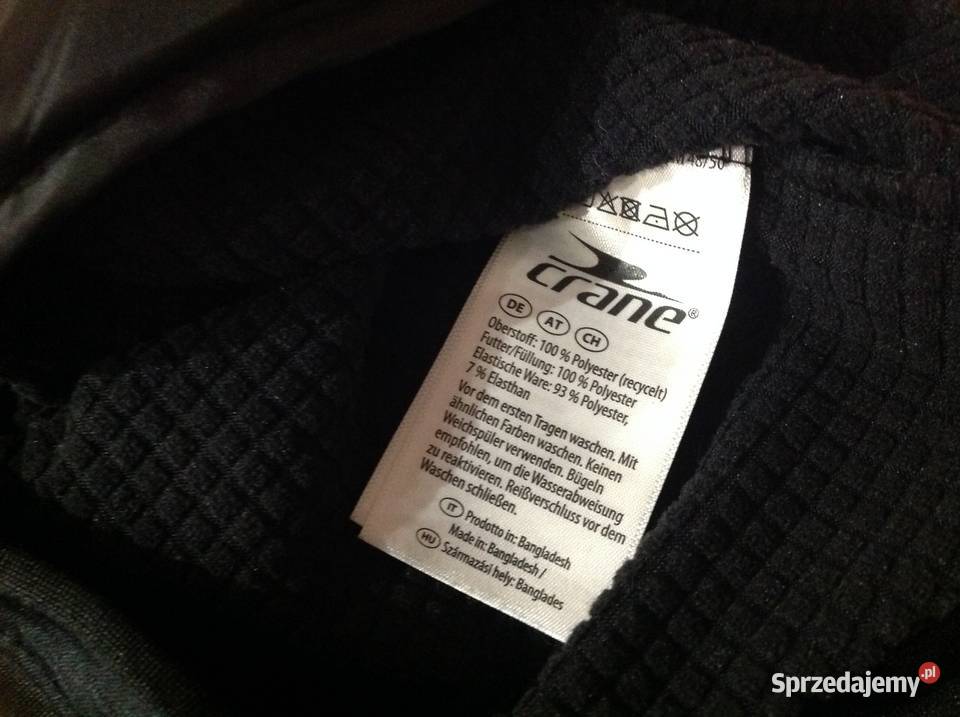 48/50
crane®
DE AT CH
Oberstoff: 100 % Polyester (recycelt)
Futter/Füllung: 100 % Polyester
Elastische Ware: 93 % Polyester,
7 % Elasthan
Vor dem ersten Tragen waschen. Mit
ähnlichen Farben waschen. Keinen
Weichspüler verwenden. Bügeln
empfohlen, um die Wasserabweisung
zu reaktivieren. Reißverschluss vor dem
Waschen schließen.
IT Prodotto in: Bangladesh
Made in: Bangladesh /
HU Származási hely: Banglades
Sprzedajemy.pl